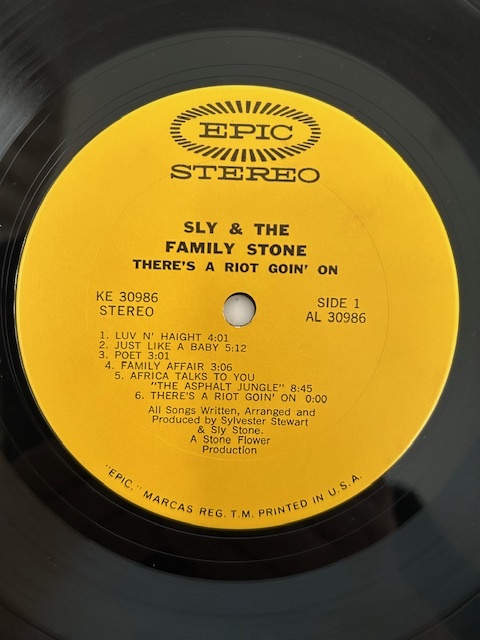 EPIC
STEREO
SLY & THE
FAMILY STONE
THERE'S A RIOT GOIN' ON
KE 30986
STEREO
SIDE 1
AL 30986
1. LUV N' HAIGHT 4:01
2. JUST LIKE A BABY 5:12
3. POET 3:01
4. FAMILY AFFAIR 3:06
5. AFRICA TALKS TO YOU
"THE ASPHALT JUNGLE" 8:45
6. THERE'S A RIOT GOIN' ON 0:00
All Songs Written, Arranged and
Produced by Sylvester Stewart
& Sly Stone.
A Stone Flower
Production
"EPIC," MARCAS REG. T.M. PRINTED IN U.S.A.